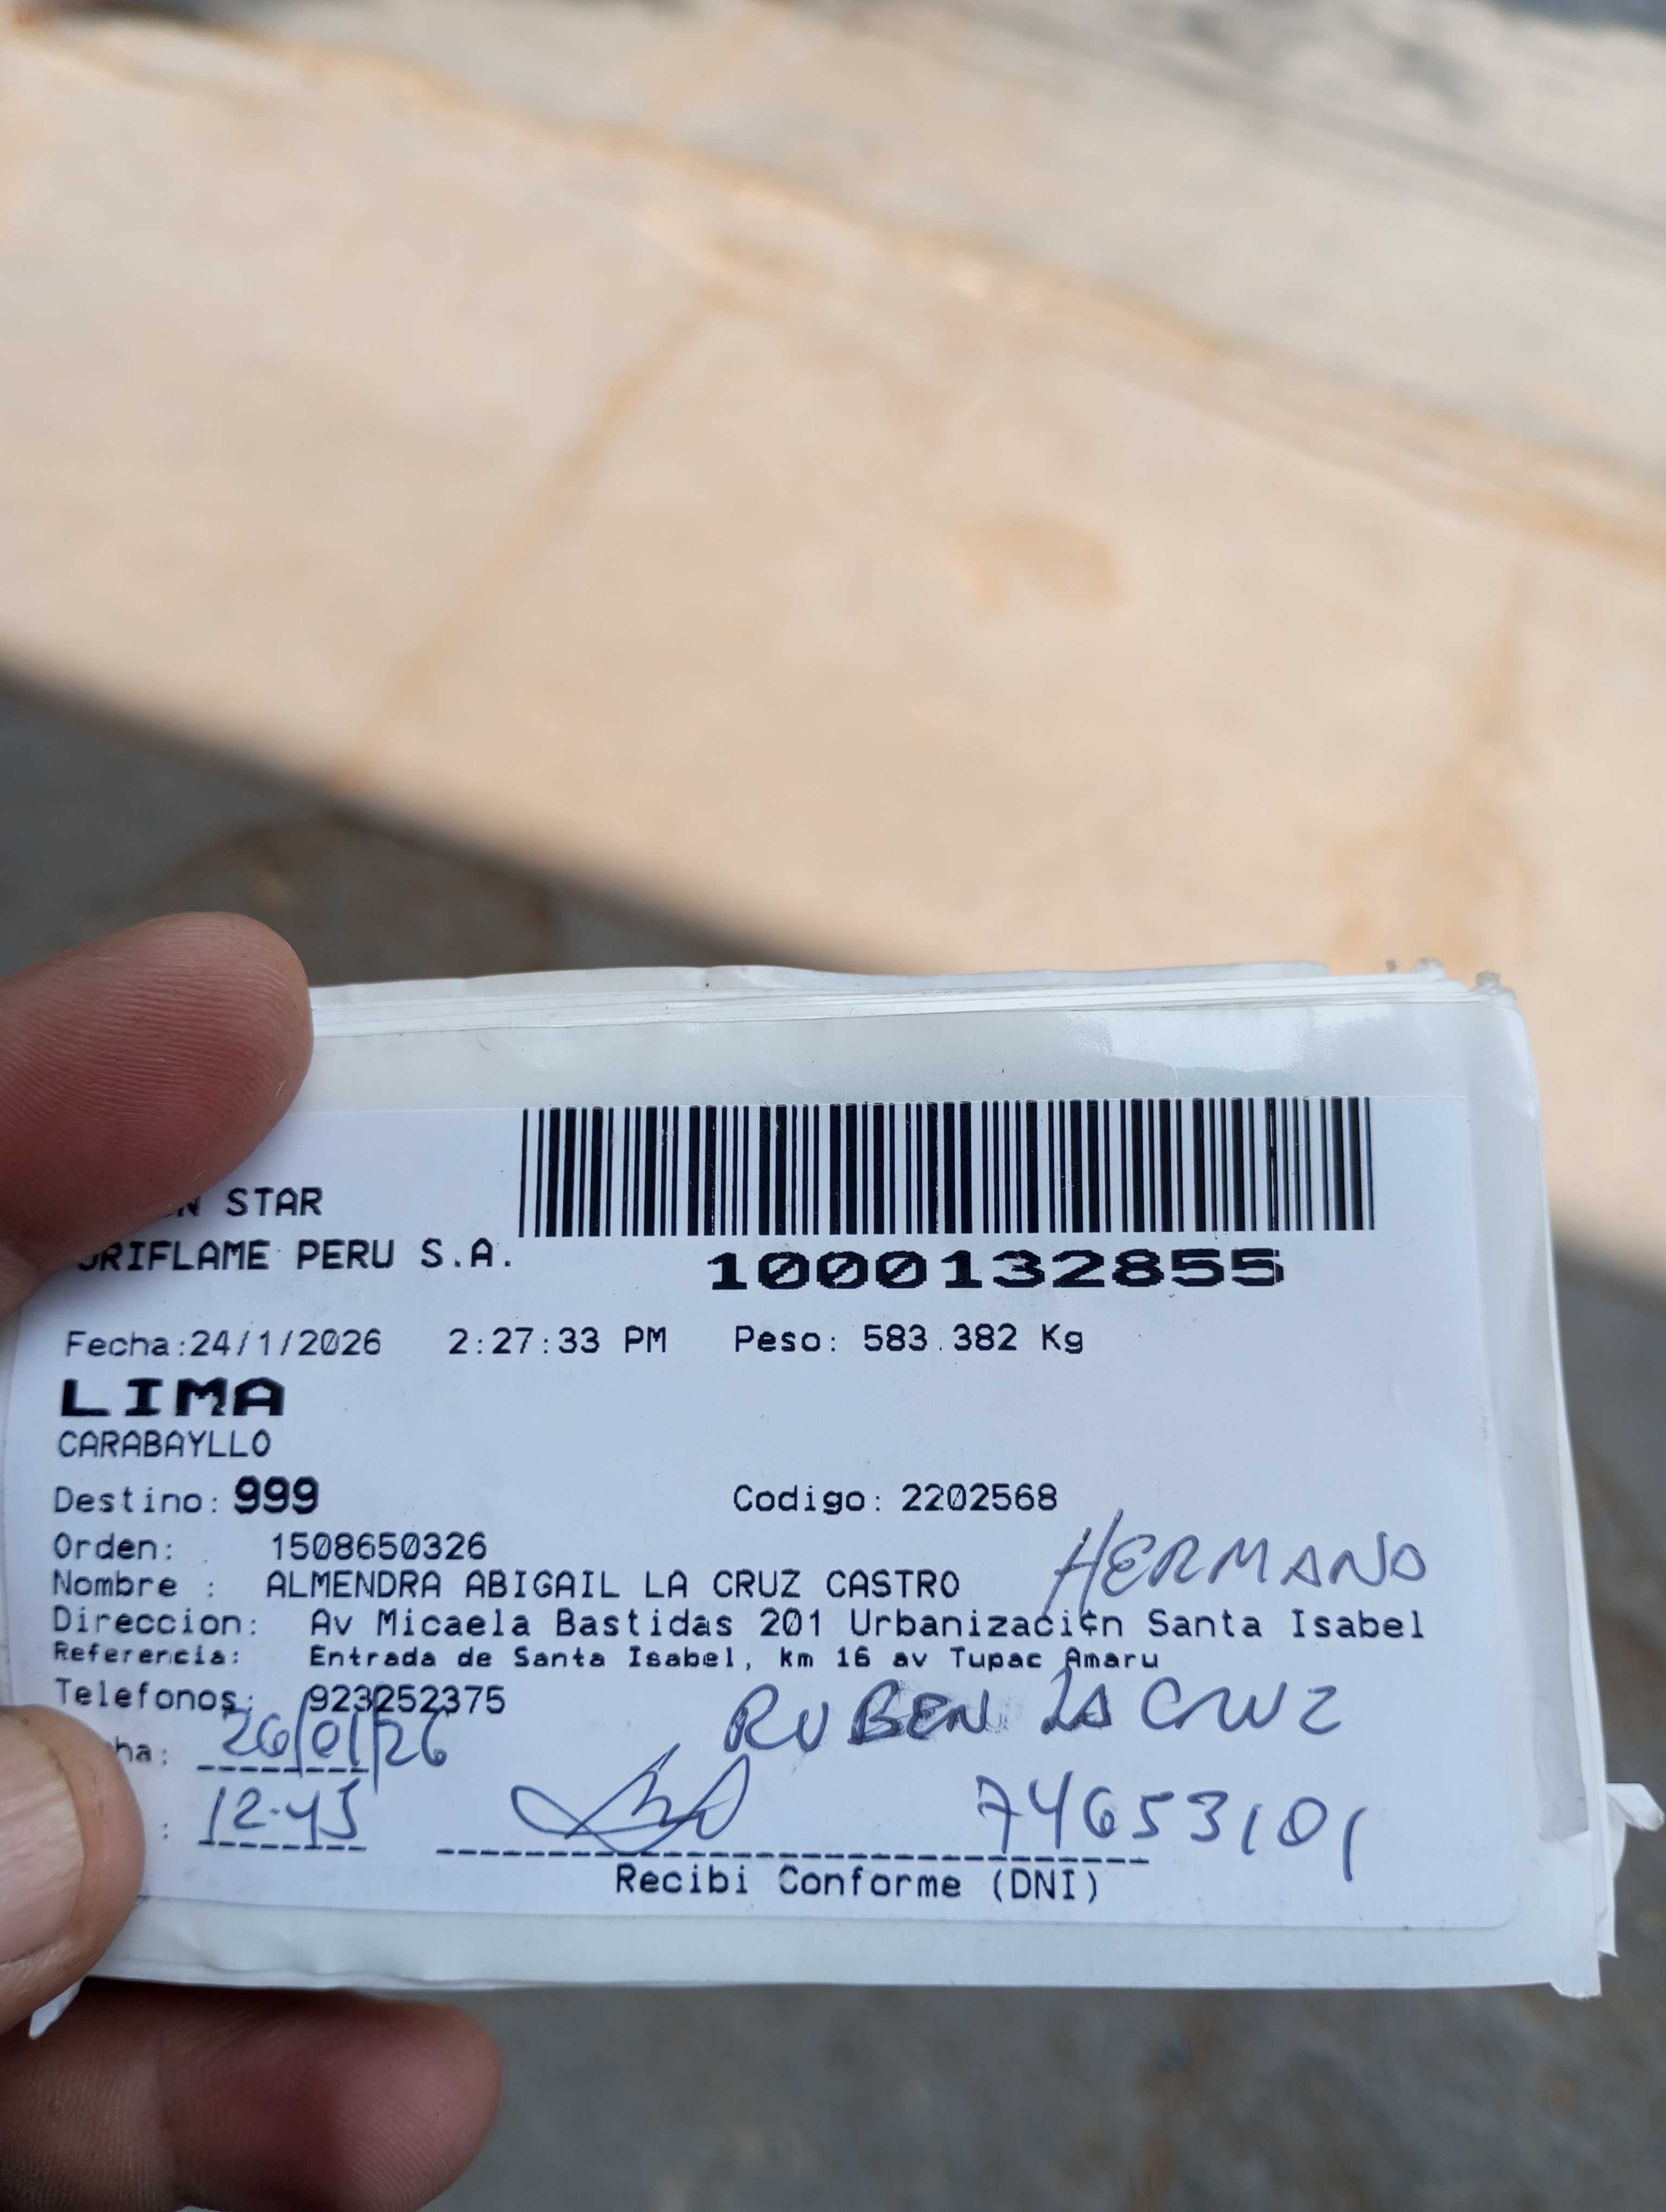 STAR
ORIFLAME PERU S.A.
1000132855
Fecha:24/1/2026 2:27:33 PM Peso: 583.382 Kg
LIMA
CARABAYLLO
Destino: 999 Codigo: 2202568
Orden: 1508650326
HERMANO
Nombre : ALMENDRA ABIGAIL LA CRUZ CASTRO
Direccion: Av Micaela Bastidas 201 Urbanización Santa Isabel
Referencia: Entrada de Santa Isabel, km 16 av Tupac Amaru
Telefonos: 923252375
RUBEN LA CRUZ
ha: 26/01/26
: 12:45 74653101
Recibi Conforme (DNI)